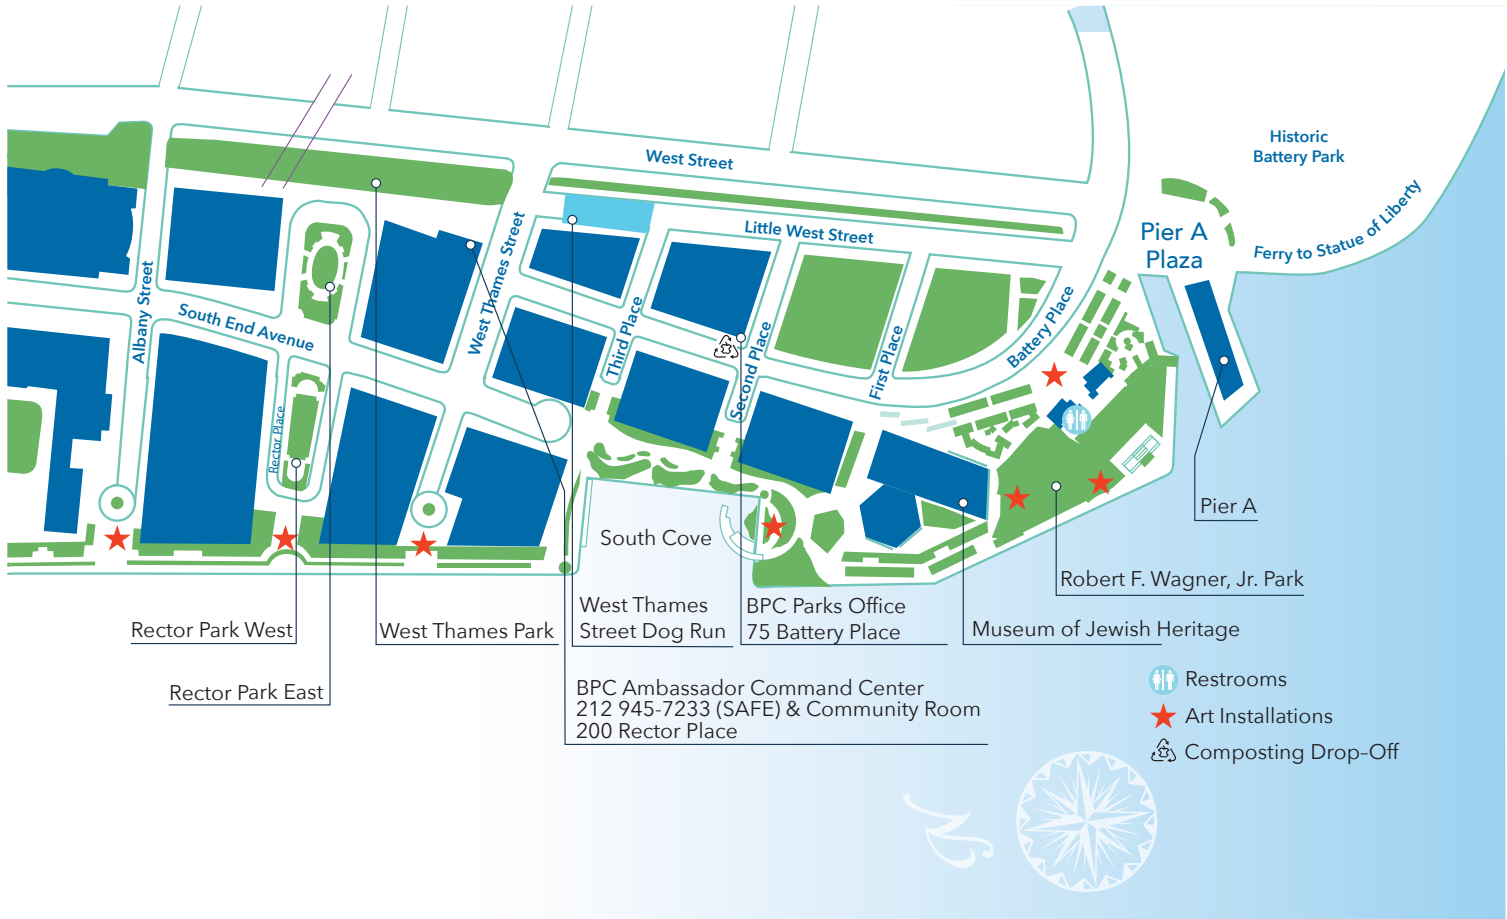 West Street
Historic
Battery Park
Little West Street
Pier A
Plaza
Ferry to Statue of Liberty
Albany Street
South End Avenue
West Thames Street
Third Place
Second Place
First Place
Battery Place
Rector Place
South Cove
Pier A
Robert F. Wagner, Jr. Park
Rector Park West
West Thames Park
West Thames
Street Dog Run
BPC Parks Office
75 Battery Place
Museum of Jewish Heritage
Rector Park East
BPC Ambassador Command Center
212 945-7233 (SAFE) & Community Room
200 Rector Place
Restrooms
Art Installations
Composting Drop-Off
N